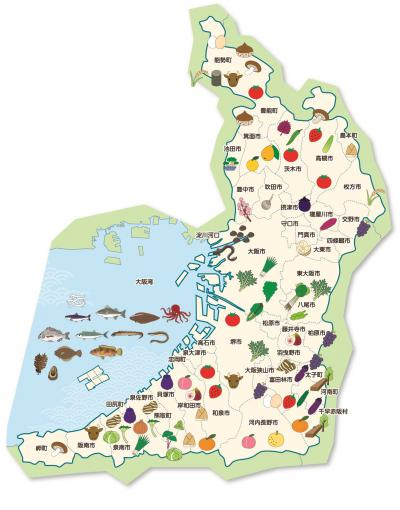 能勢町
豊能町
箕面市
島本町
池田市
茨木市
高槻市
豊中市
吹田市
枚方市
摂津市
寝屋川市
交野市
守口市
淀川河口
門真市
四條畷市
大阪市
大東市
大阪湾
東大阪市
八尾市
松原市
藤井寺市
柏原市
高石市
堺市
羽曳野市
泉大津市
忠岡町
大阪狭山市
太子町
富田林市
河南町
泉佐野市
貝塚市
田尻町
岸和田市
千早赤阪村
熊取町
和泉市
河内長野市
岬町
阪南市
泉南市